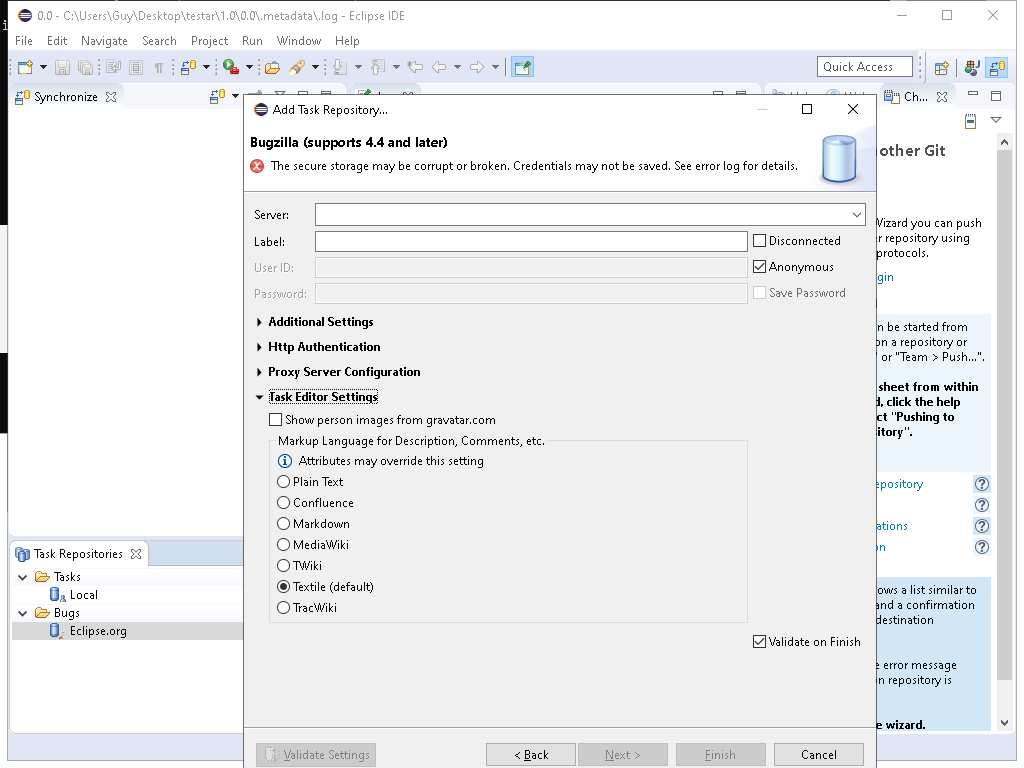 0.0 - C:\Users\Guy\Desktop\testar\1.0\0.0\.metadata\.log - Eclipse IDE
File Edit Navigate Search Project Run Window Help
Quick Access
Synchronize
Ch...
Add Task Repository...
Bugzilla (supports 4.4 and later)
The secure storage may be corrupt or broken. Credentials may not be saved. See error log for details.
Server:
Label:
Disconnected
User ID:
Anonymous
Password:
Save Password
Additional Settings
Http Authentication
Proxy Server Configuration
Task Editor Settings
Show person images from gravatar.com
Markup Language for Description, Comments, etc.
Attributes may override this setting
Plain Text
Confluence
Markdown
MediaWiki
TWiki
Textile (default)
TracWiki
Validate on Finish
Validate Settings
< Back
Next >
Finish
Cancel
Task Repositories
Tasks
Local
Bugs
Eclipse.org
other Git
Wizard you can push
r repository using
protocols.
gin
n be started from
on a repository or
" or "Team > Push...".
sheet from within
d, click the help
ct "Pushing to
itory".
epository
ations
on
ows a list similar to
and a confirmation
destination
e error message
n repository is
e wizard.